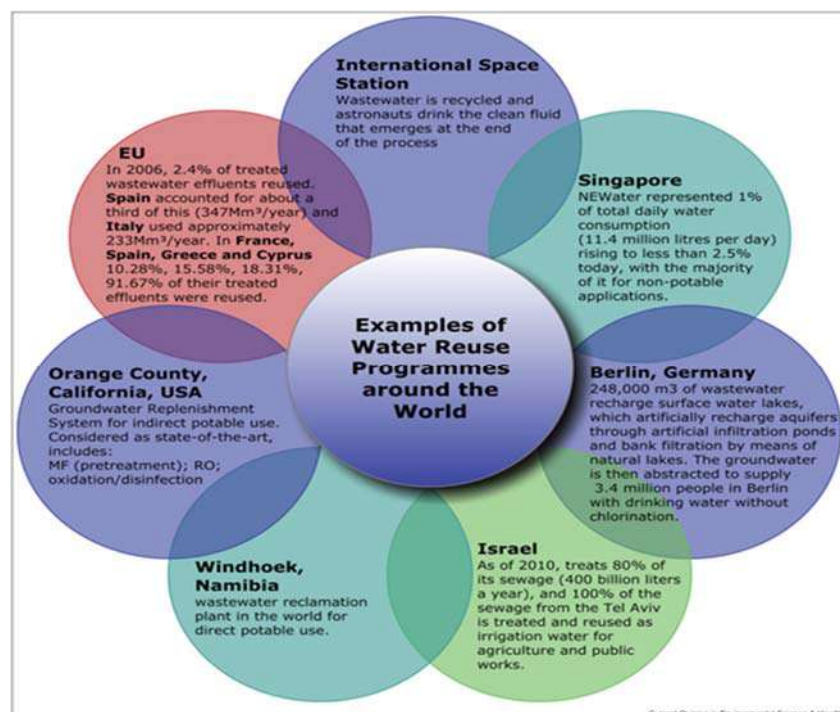 International Space
Station
Wastewater is recycled and
astronauts drink the clean fluid
that emerges at the end
of the process
EU
In 2006, 2.4% of treated
wastewater effluents reused.
Spain accounted for about a
third of this (347Mm³/year) and
Italy used approximately
233Mm³/year. In France,
Spain, Greece and Cyprus
10.28%, 15.58%, 18.31%,
91.67% of their treated
effluents were reused.
Singapore
NEWater represented 1%
of total daily water
consumption
(11.4 million litres per day)
rising to less than 2.5%
today, with the majority
of it for non-potable
applications.
Examples of
Water Reuse
Programmes
around the
World
Orange County,
California, USA
Groundwater Replenishment
System for indirect potable use.
Considered as state-of-the-art,
includes:
MF (pretreatment); RO;
oxidation/disinfection
Berlin, Germany
248,000 m3 of wastewater
recharge surface water lakes,
which artificially recharge aquifers
through artificial infiltration ponds
and bank filtration by means of
natural lakes. The groundwater
is then abstracted to supply
3.4 million people in Berlin
with drinking water without
chlorination.
Windhoek,
Namibia
wastewater reclamation
plant in the world for
direct potable use.
Israel
As of 2010, treats 80% of
its sewage (400 billion liters
a year), and 100% of the
sewage from the Tel Aviv
is treated and reused as
irrigation water for
agriculture and public
works.